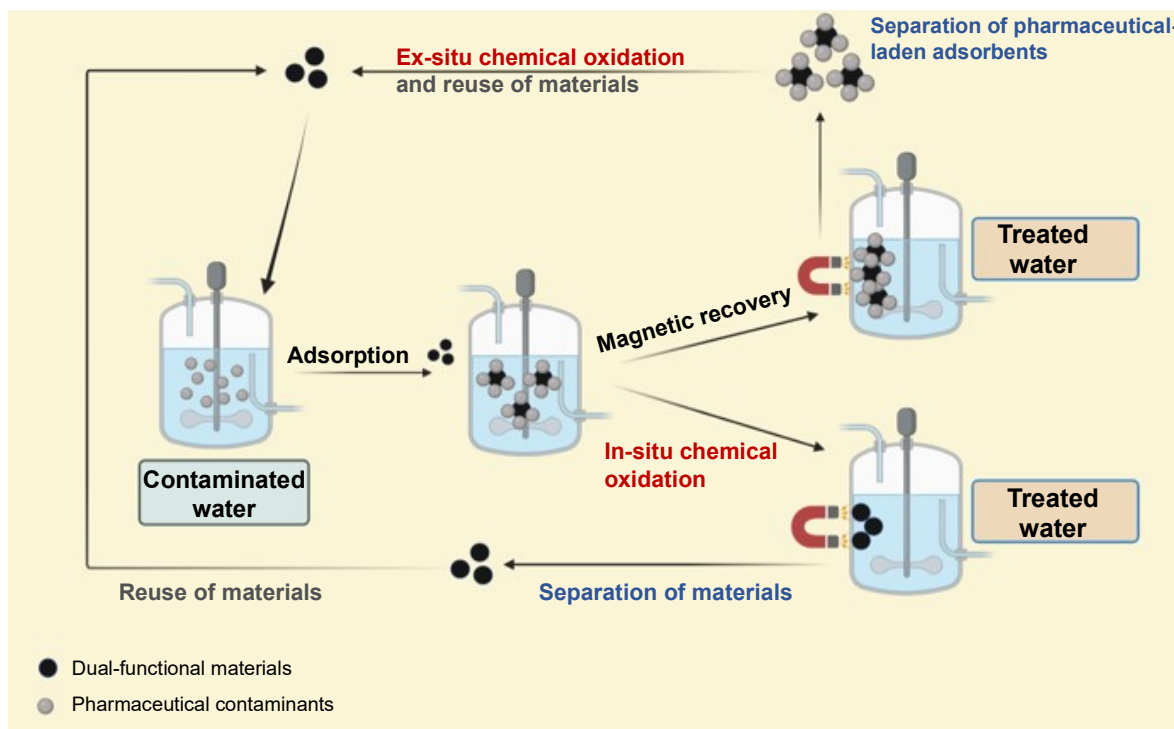 Separation of pharmaceutical-
laden adsorbents
Ex-situ chemical oxidation
and reuse of materials
Treated
water
Magnetic recovery
Adsorption
In-situ chemical
oxidation
Contaminated
water
Treated
water
Reuse of materials
Separation of materials
Dual-functional materials
Pharmaceutical contaminants